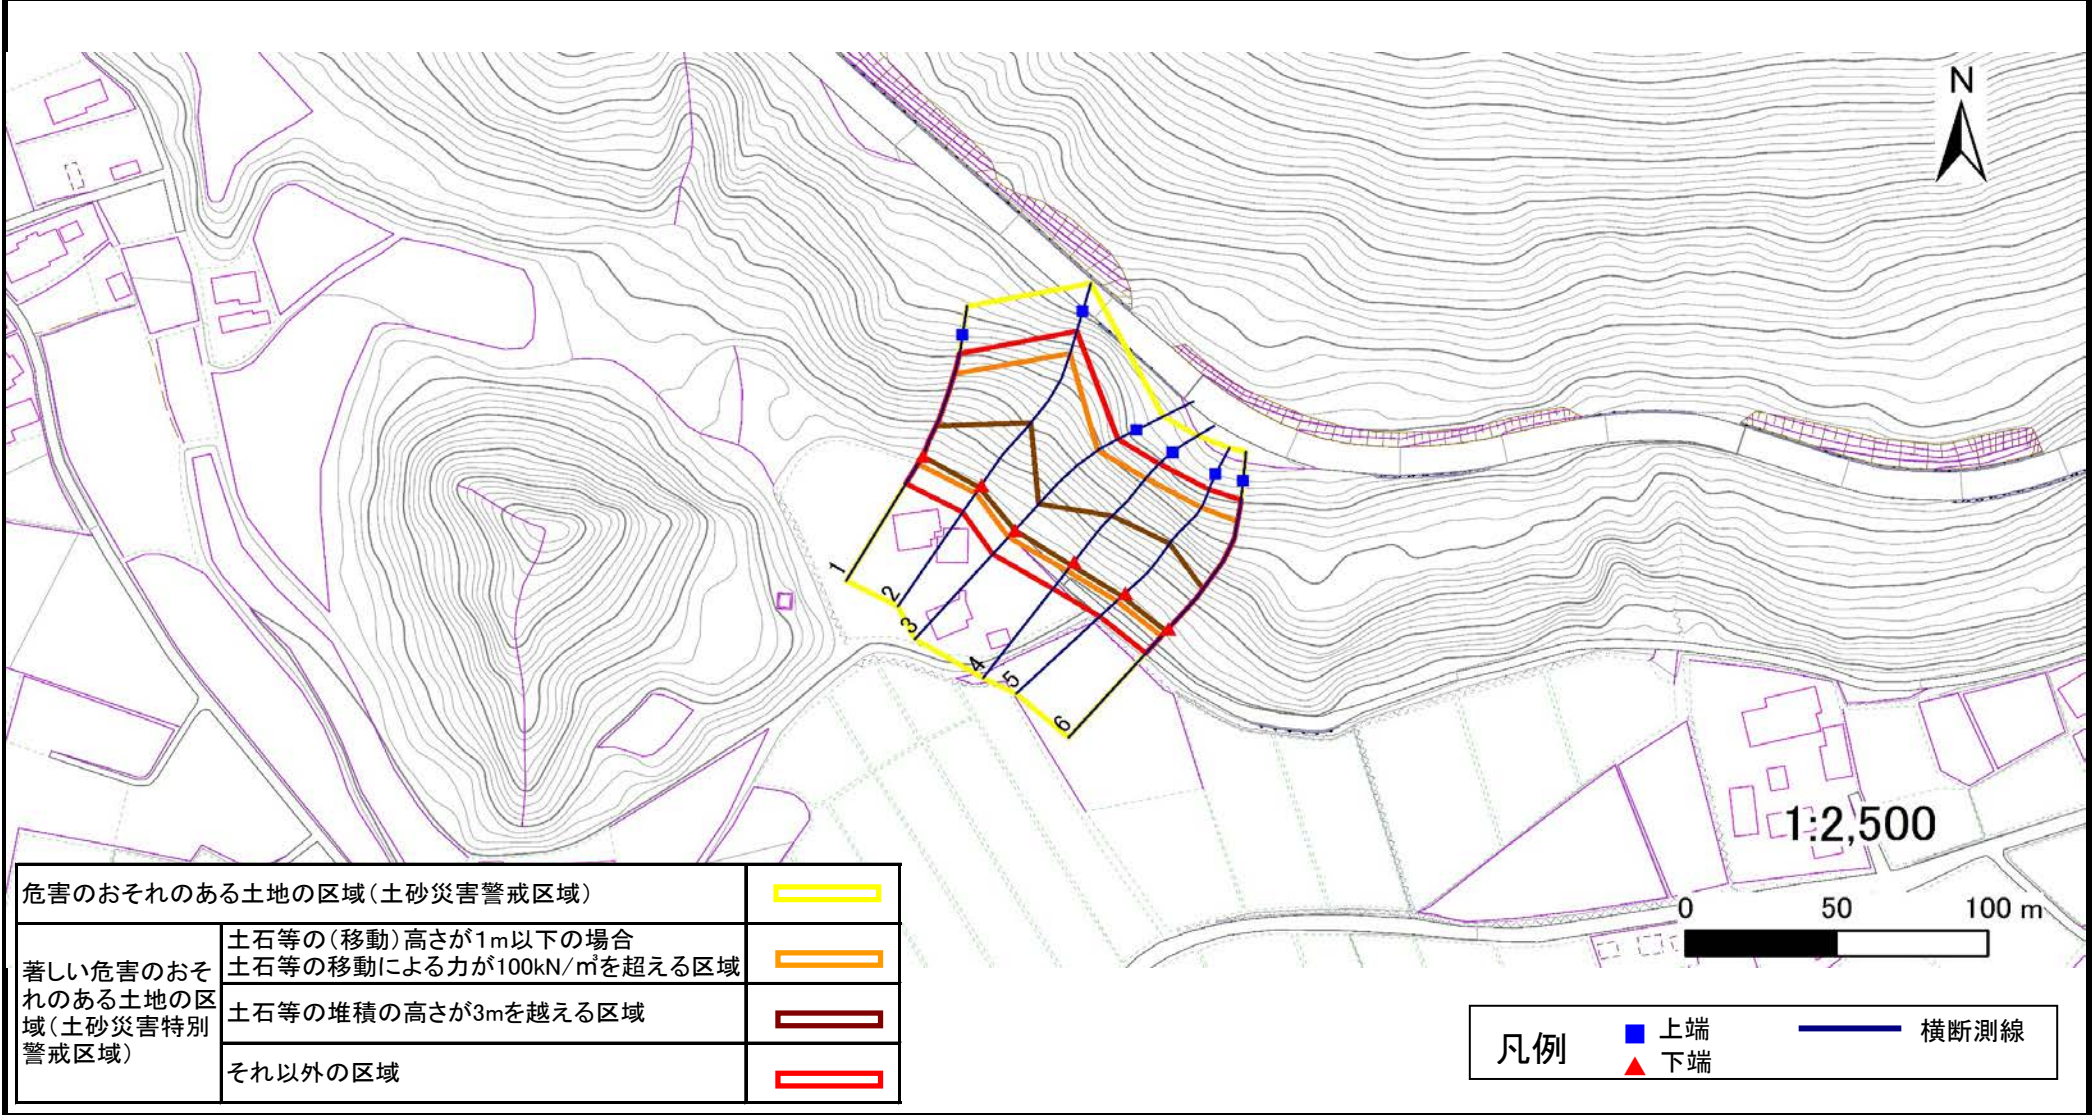 N
1
2
3
4
5
6
1:2,500
0 50 100 m
危害のおそれのある土地の区域(土砂災害警戒区域)
著しい危害のおそ
れのある土地の区
域(土砂災害特別
警戒区域)
土石等の(移動)高さが1m以下の場合
土石等の移動による力が100kN/㎡を超える区域
土石等の堆積の高さが3mを越える区域
それ以外の区域
凡例
上端
下端
横断測線